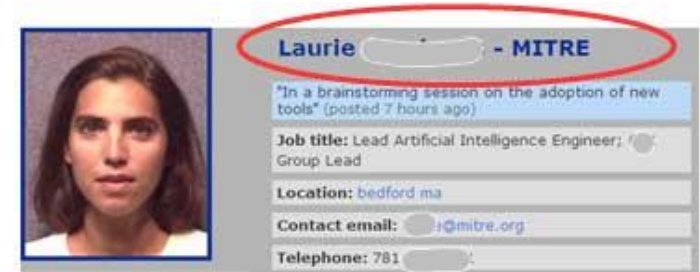 Laurie - MITRE
"In a brainstorming session on the adoption of new
tools" (posted 7 hours ago)
Job title: Lead Artificial Intelligence Engineer;
Group Lead
Location: bedford ma
Contact email: @mitre.org
Telephone: 781